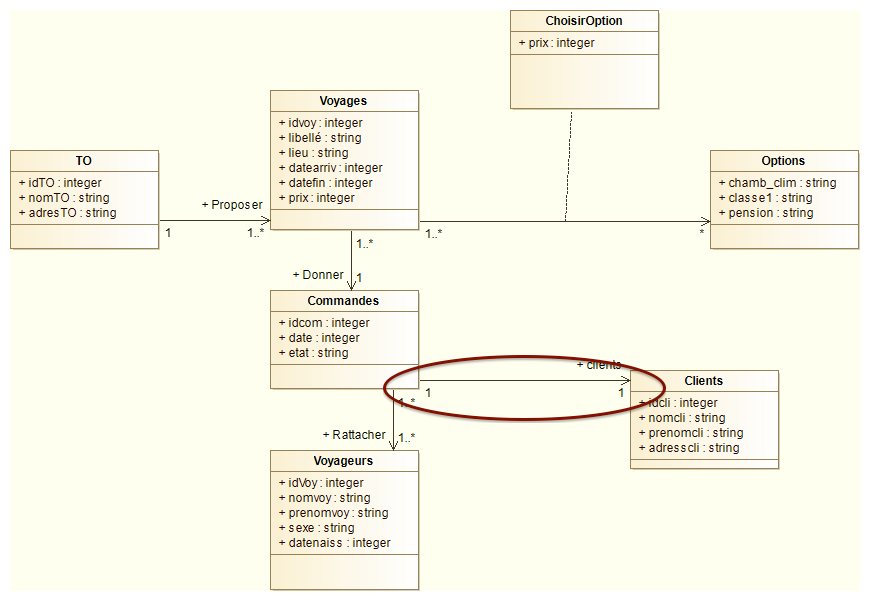 ChoisirOption
+ prix : integer
Voyages
+ idvoy : integer
+ libellé : string
+ lieu : string
+ datearriv : integer
+ datefin : integer
+ prix : integer
TO
+ idTO : integer
+ nomTO : string
+ adresTO : string
+ Proposer
1
1..*
Options
+ chamb_clim : string
+ classe1 : string
+ pension : string
1..*
*
1..*
+ Donner
1
Commandes
+ idcom : integer
+ date : integer
+ etat : string
+ clients
1
1
Clients
+ idcli : integer
+ nomcli : string
+ prenomcli : string
+ adresscli : string
1..*
+ Rattacher
1..*
Voyageurs
+ idVoy : integer
+ nomvoy : string
+ prenomvoy : string
+ sexe : string
+ datenaiss : integer